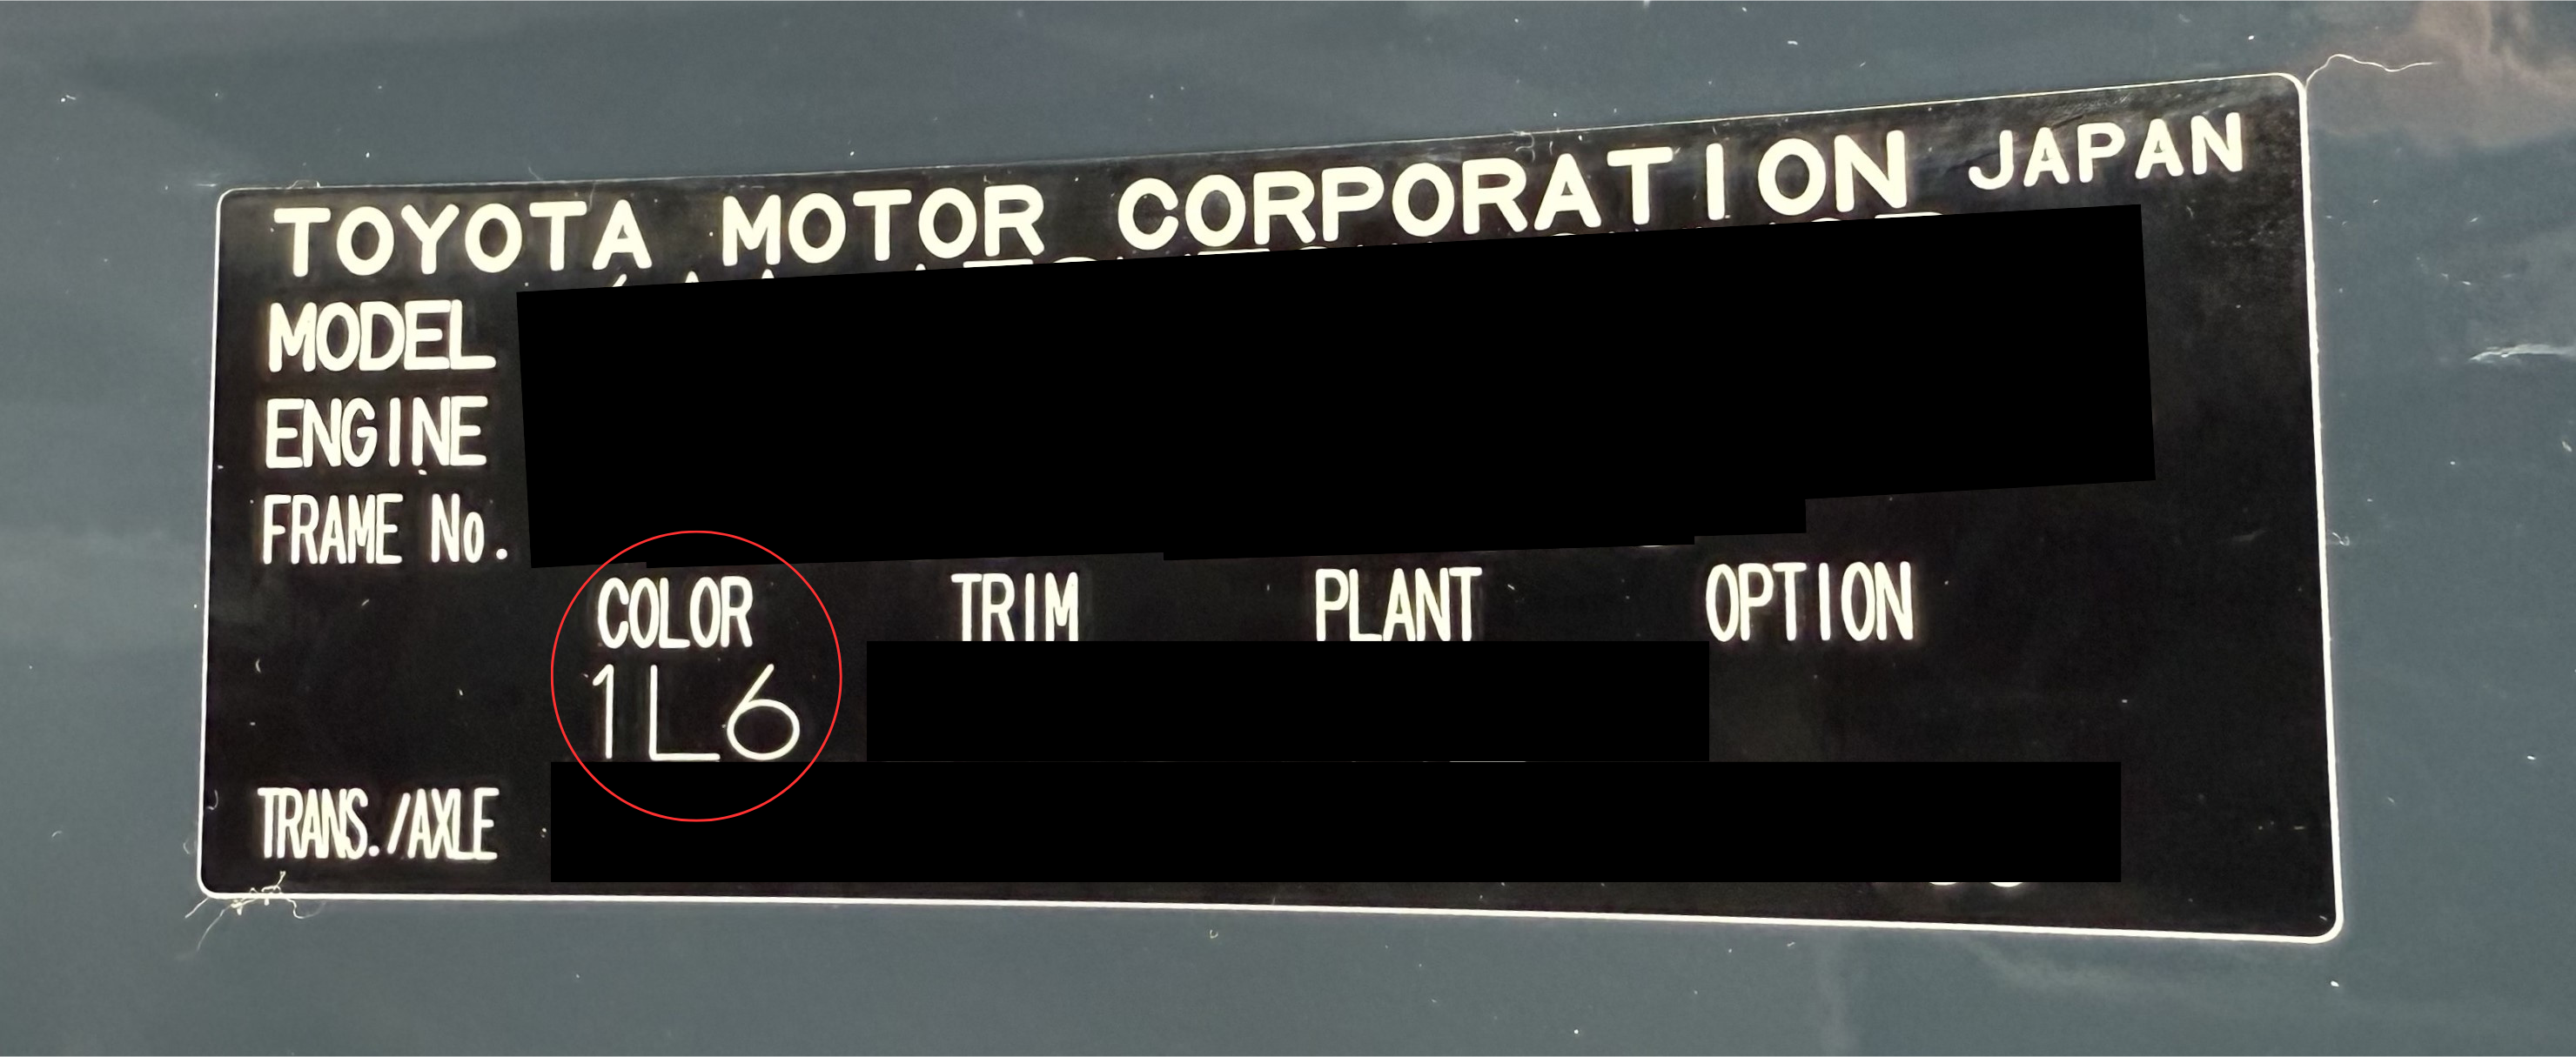 TOYOTA MOTOR CORPORATION JAPAN
MODEL
ENGINE
FRAME No.
COLOR TRIM PLANT OPTION
1L6
TRANS./AXLE